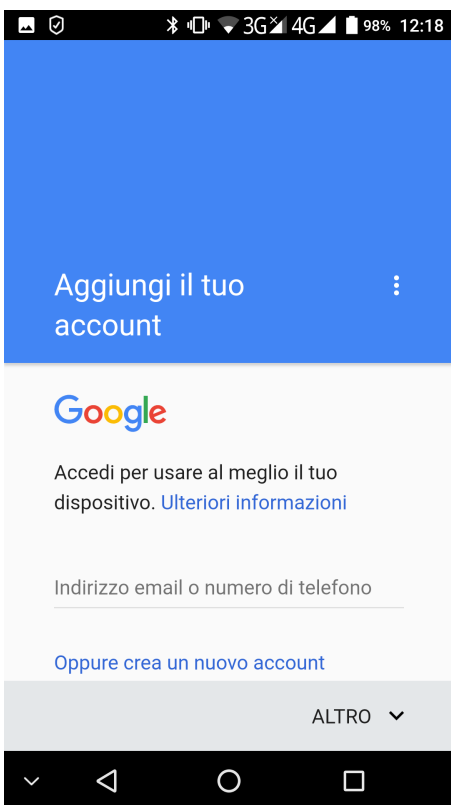 3G 4G 98% 12:18
Aggiungi il tuo
account
Google
Accedi per usare al meglio il tuo
dispositivo. Ulteriori informazioni
Indirizzo email o numero di telefono
Oppure crea un nuovo account
ALTRO